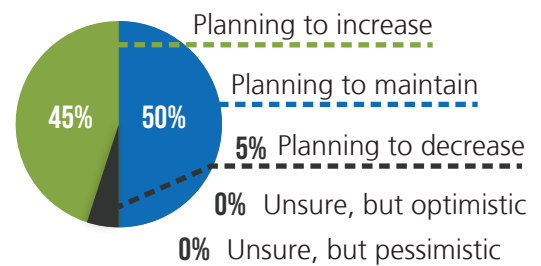 Planning to increase
Planning to maintain
45%
50%
5% Planning to decrease
0% Unsure, but optimistic
0% Unsure, but pessimistic